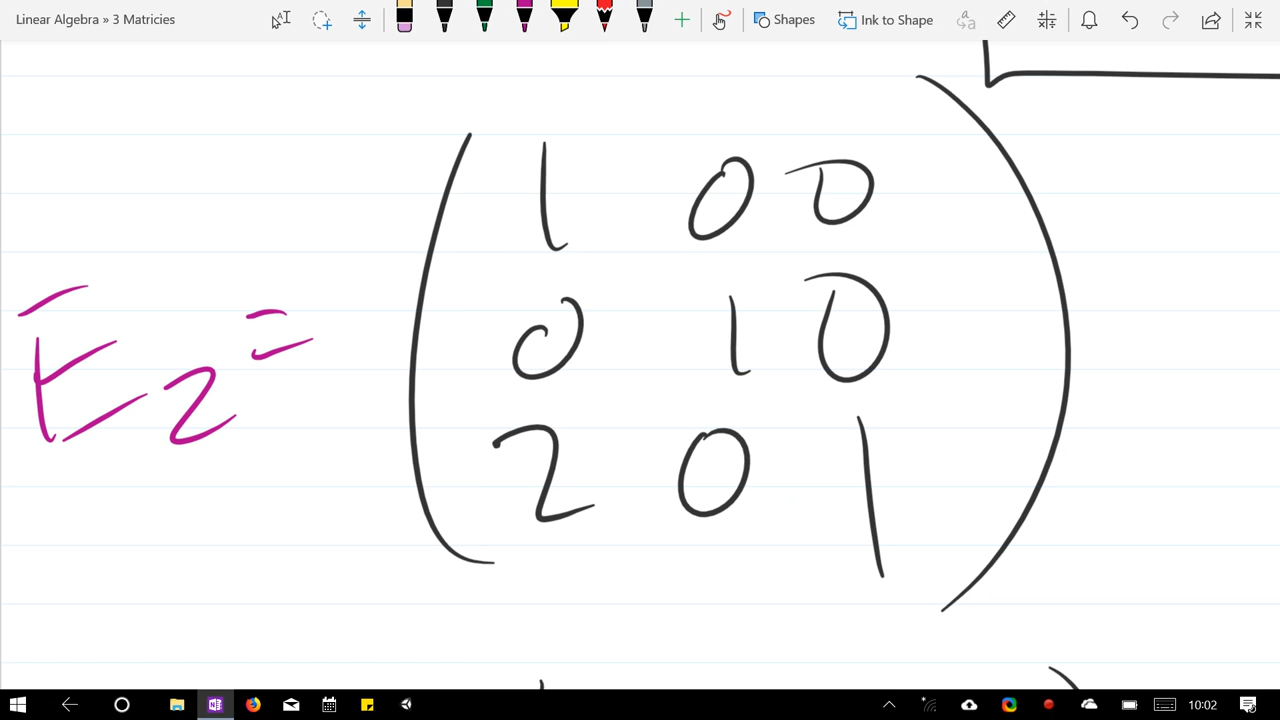 Linear Algebra » 3 Matricies
Shapes
Ink to Shape
1 0 0
E2 = 0 1 0
2 0 1
10:02